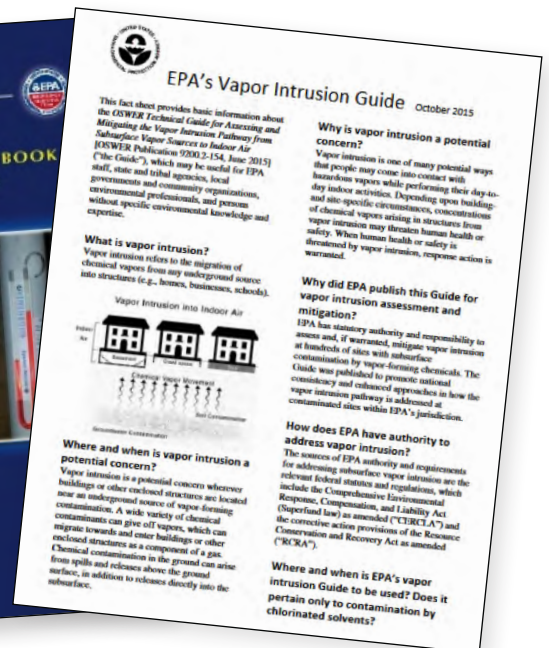 EPA
BOOK
UNITED STATES
EPA's Vapor Intrusion Guide October 2015
This fact sheet provides basic information about
the OSWER Technical Guide for Assessing and
Mitigating the Vapor Intrusion Pathway from
Subsurface Vapor Sources to Indoor Air
[OSWER Publication 9200.2-154, June 2015]
("the Guide"), which may be useful for EPA
staff, state and tribal agencies, local
governments and community organizations,
environmental professionals, and persons
without specific environmental knowledge and
expertise.
What is vapor intrusion?
Vapor intrusion refers to the migration of
chemical vapors from any underground source
into structures (e.g., homes, businesses, schools).
Vapor Intrusion into Indoor Air
Indoor
Air
Basement
Crawl space
Chemical Vapor Movement
Soil Contamination
Groundwater Contamination
Where and when is vapor intrusion a
potential concern?
Vapor intrusion is a potential concern wherever
buildings or other enclosed structures are located
near an underground source of vapor-forming
contamination. A wide variety of chemical
contaminants can give off vapors, which can
migrate towards and enter buildings or other
enclosed structures as a component of a gas.
Chemical contamination in the ground can arise
from spills and releases above the ground
surface, in addition to releases directly into the
subsurface.
Why is vapor intrusion a potential
concern?
Vapor intrusion is one of many potential ways
that people may come into contact with
hazardous vapors while performing their day-to-
day indoor activities. Depending upon building-
and site-specific circumstances, concentrations
of chemical vapors arising in structures from
vapor intrusion may threaten human health or
safety. When human health or safety is
threatened by vapor intrusion, response action is
warranted.
Why did EPA publish this Guide for
vapor intrusion assessment and
mitigation?
EPA has statutory authority and responsibility to
assess and, if warranted, mitigate vapor intrusion
at hundreds of sites with subsurface
contamination by vapor-forming chemicals. The
Guide was published to promote national
consistency and enhanced approaches in how the
vapor intrusion pathway is addressed at
contaminated sites within EPA's jurisdiction.
How does EPA have authority to
address vapor intrusion?
The sources of EPA authority and requirements
for addressing subsurface vapor intrusion are the
relevant federal statutes and regulations, which
include the Comprehensive Environmental
Response, Compensation, and Liability Act
(Superfund law) as amended ("CERCLA") and
the corrective action provisions of the Resource
Conservation and Recovery Act as amended
("RCRA").
Where and when is EPA's vapor
intrusion Guide to be used? Does it
pertain only to contamination by
chlorinated solvents?